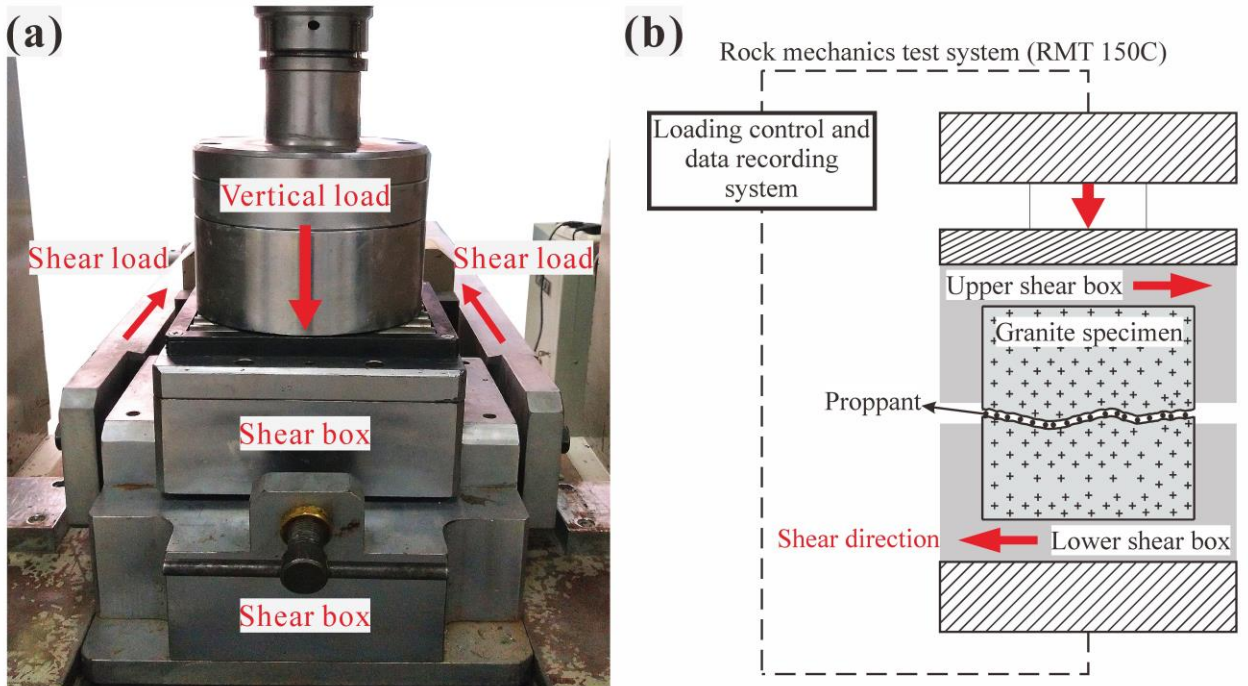 (a)
Vertical load
Shear load
Shear load
Shear box
Shear box
(b)
Rock mechanics test system (RMT 150C)
Loading control and
data recording
system
Upper shear box
Granite specimen
Proppant
Shear direction
Lower shear box